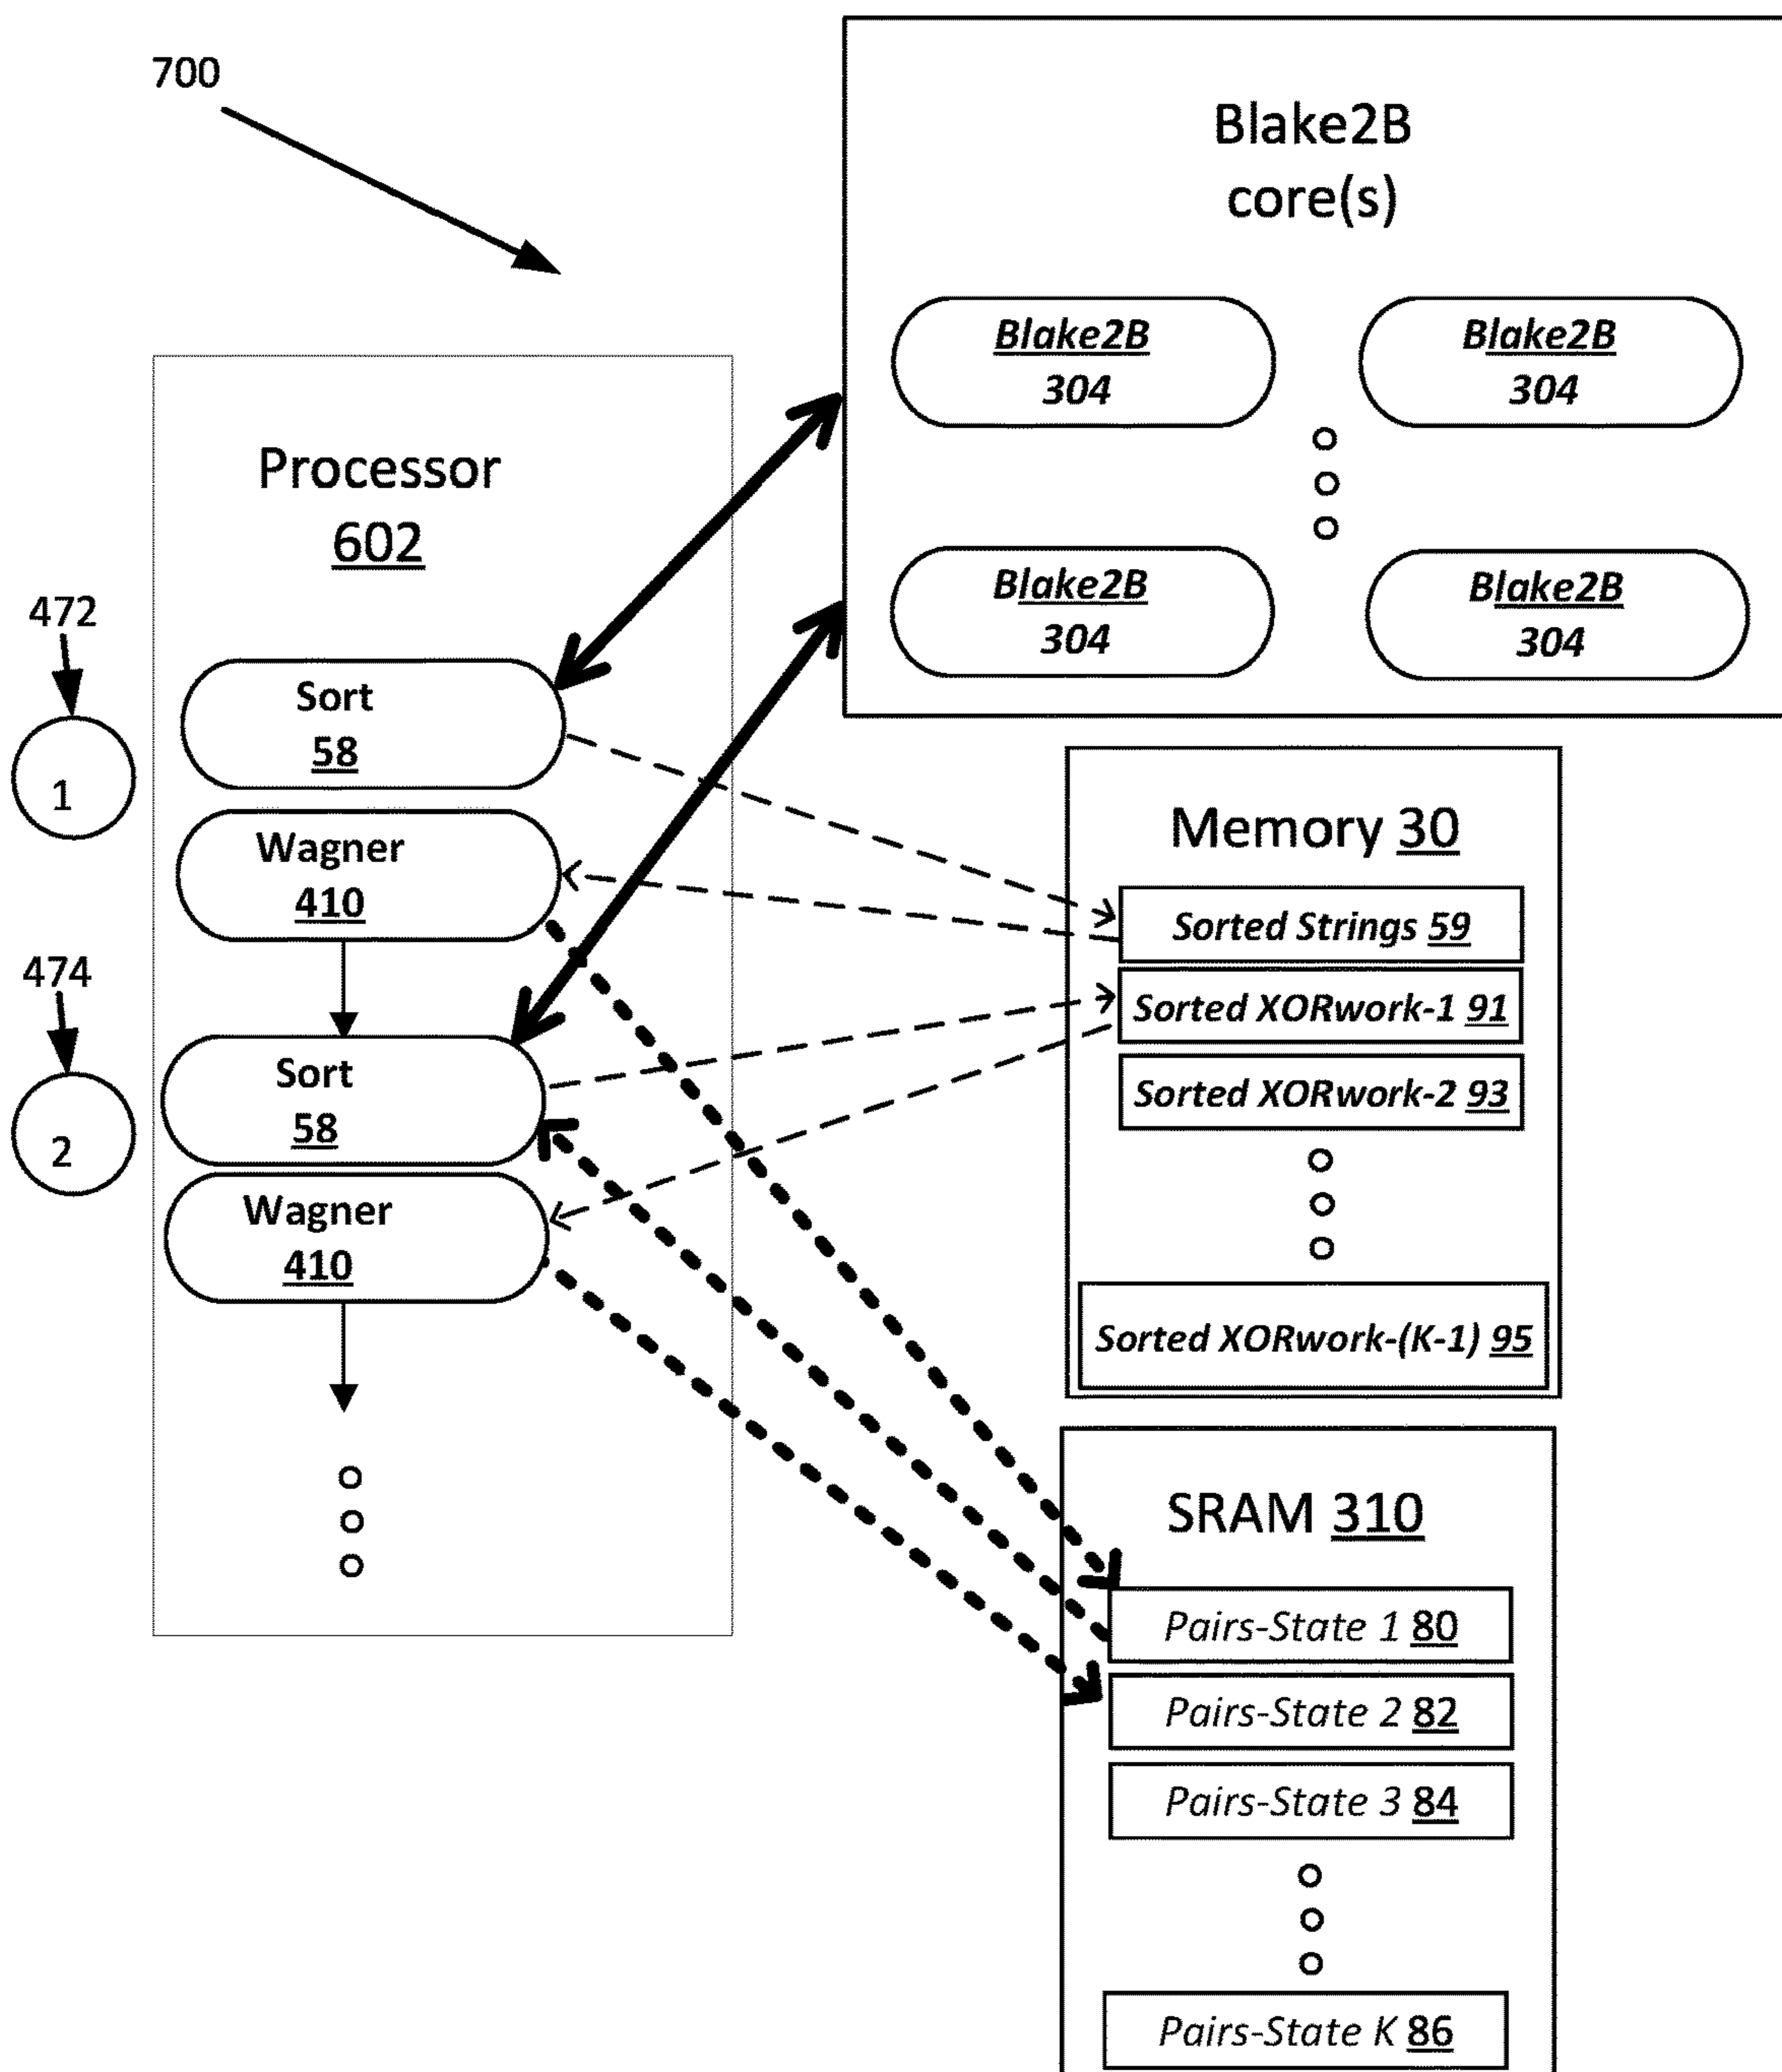 700
Blake2B
core(s)
Blake2B
304
Blake2B
304
Blake2B
304
Blake2B
304
Processor
602
472
1
Sort
58
Wagner
410
474
2
Sort
58
Wagner
410
Memory 30
Sorted Strings 59
Sorted XORwork-1 91
Sorted XORwork-2 93
Sorted XORwork-(K-1) 95
SRAM 310
Pairs-State 1 80
Pairs-State 2 82
Pairs-State 3 84
Pairs-State K 86